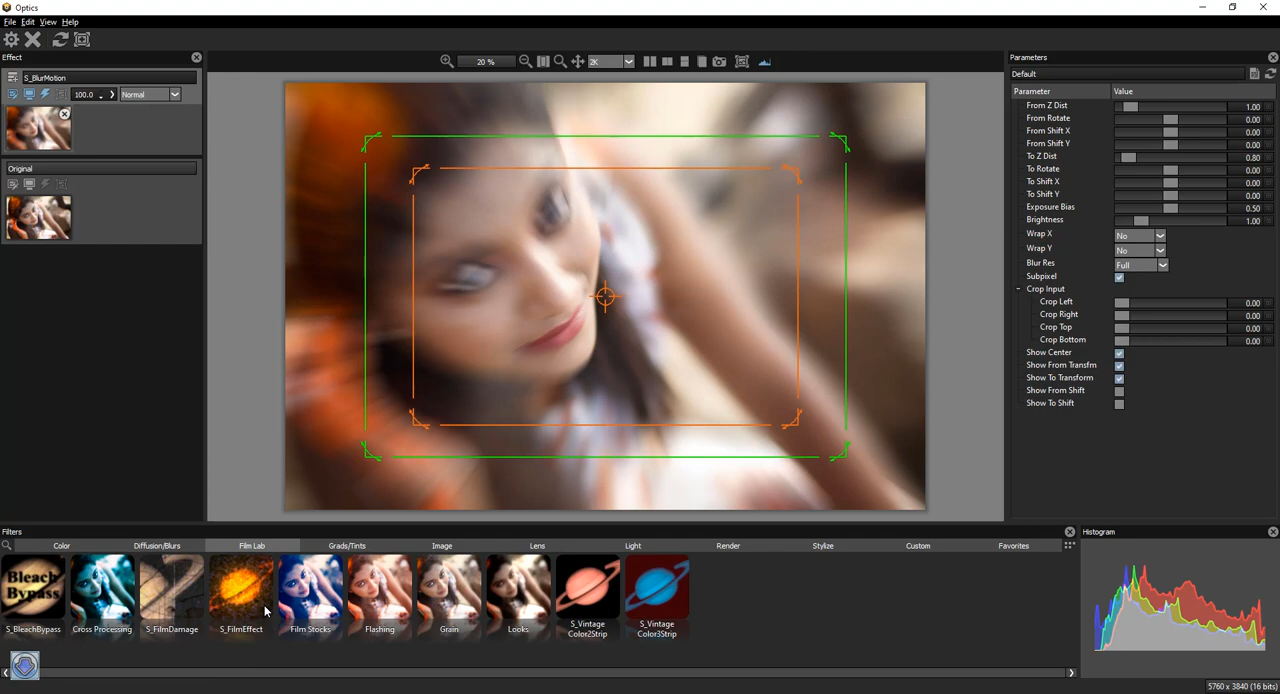 Optics
File Edit View Help
Effect
S_BlurMotion
100.0 Normal
Original
20 %
2K
Parameters
Default
Parameter Value
From Z Dist 1.00
From Rotate 0.00
From Shift X 0.00
From Shift Y 0.00
To Z Dist 0.80
To Rotate 0.00
To Shift X 0.00
To Shift Y 0.00
Exposure Bias 0.50
Brightness 1.00
Wrap X No
Wrap Y No
Blur Res Full
Subpixel
Crop Input
Crop Left 0.00
Crop Right 0.00
Crop Top 0.00
Crop Bottom 0.00
Show Center
Show From Transfm
Show To Transform
Show From Shift
Show To Shift
Filters
Color Diffusion/Blurs Film Lab Grads/Tints Image Lens Light Render Stylize Custom Favorites
Bleach
Bypass
S_BleachBypass Cross Processing S_FilmDamage S_FilmEffect Film Stocks Flashing Grain Looks S_Vintage Color2Strip S_Vintage Color3Strip
Histogram
5760 x 3840 (16 bits)